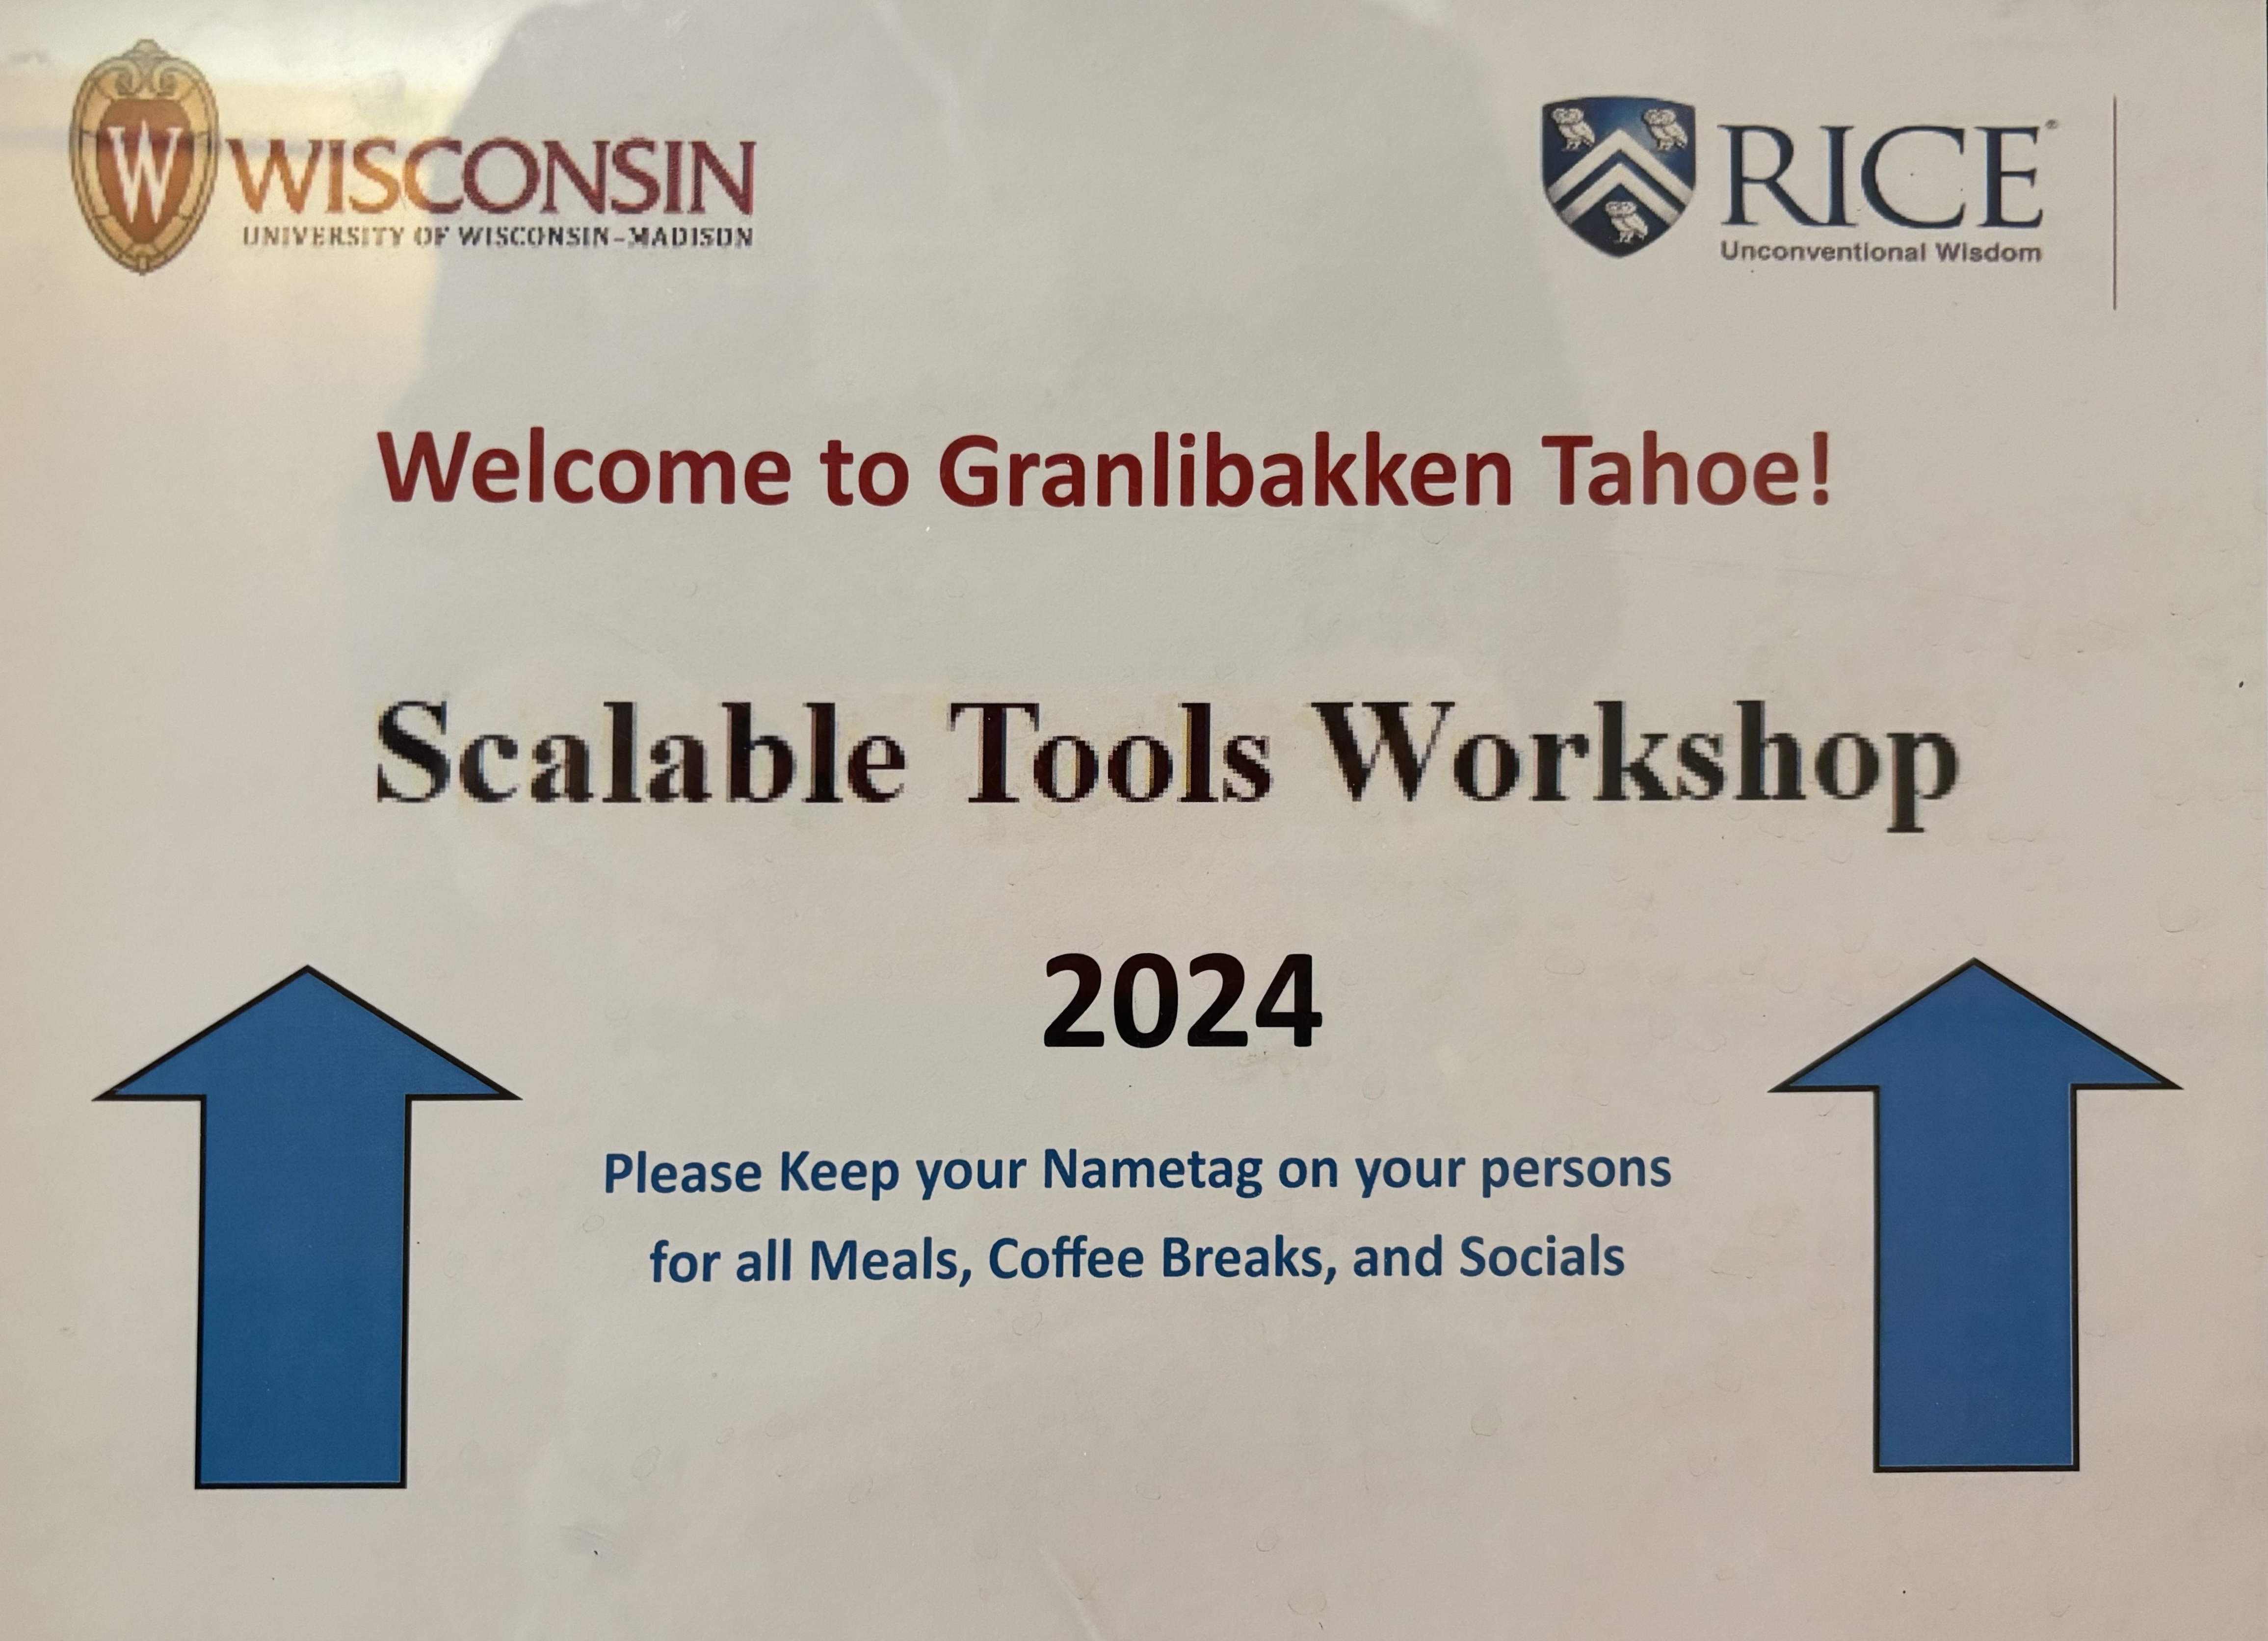 W WISCONSIN
UNIVERSITY OF WISCONSIN–MADISON
RICE®
Unconventional Wisdom
Welcome to Granlibakken Tahoe!
Scalable Tools Workshop
2024
Please Keep your Nametag on your persons
for all Meals, Coffee Breaks, and Socials